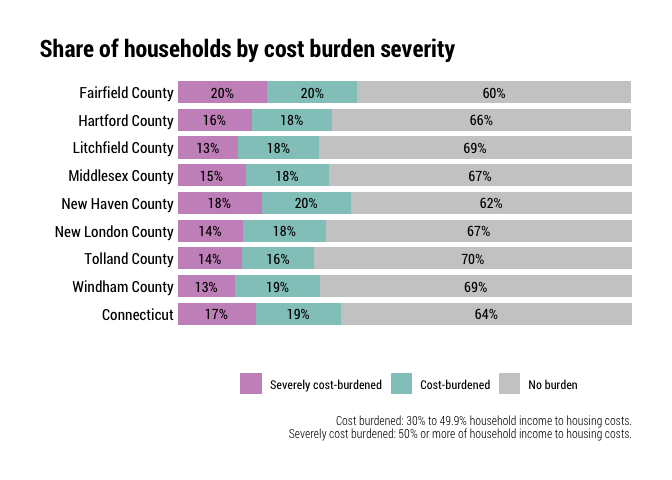 Share of households by cost burden severity
Fairfield County 20% 20% 60%
Hartford County 16% 18% 66%
Litchfield County 13% 18% 69%
Middlesex County 15% 18% 67%
New Haven County 18% 20% 62%
New London County 14% 18% 67%
Tolland County 14% 16% 70%
Windham County 13% 19% 69%
Connecticut 17% 19% 64%
Severely cost-burdened Cost-burdened No burden
Cost burdened: 30% to 49.9% household income to housing costs.
Severely cost burdened: 50% or more of household income to housing costs.